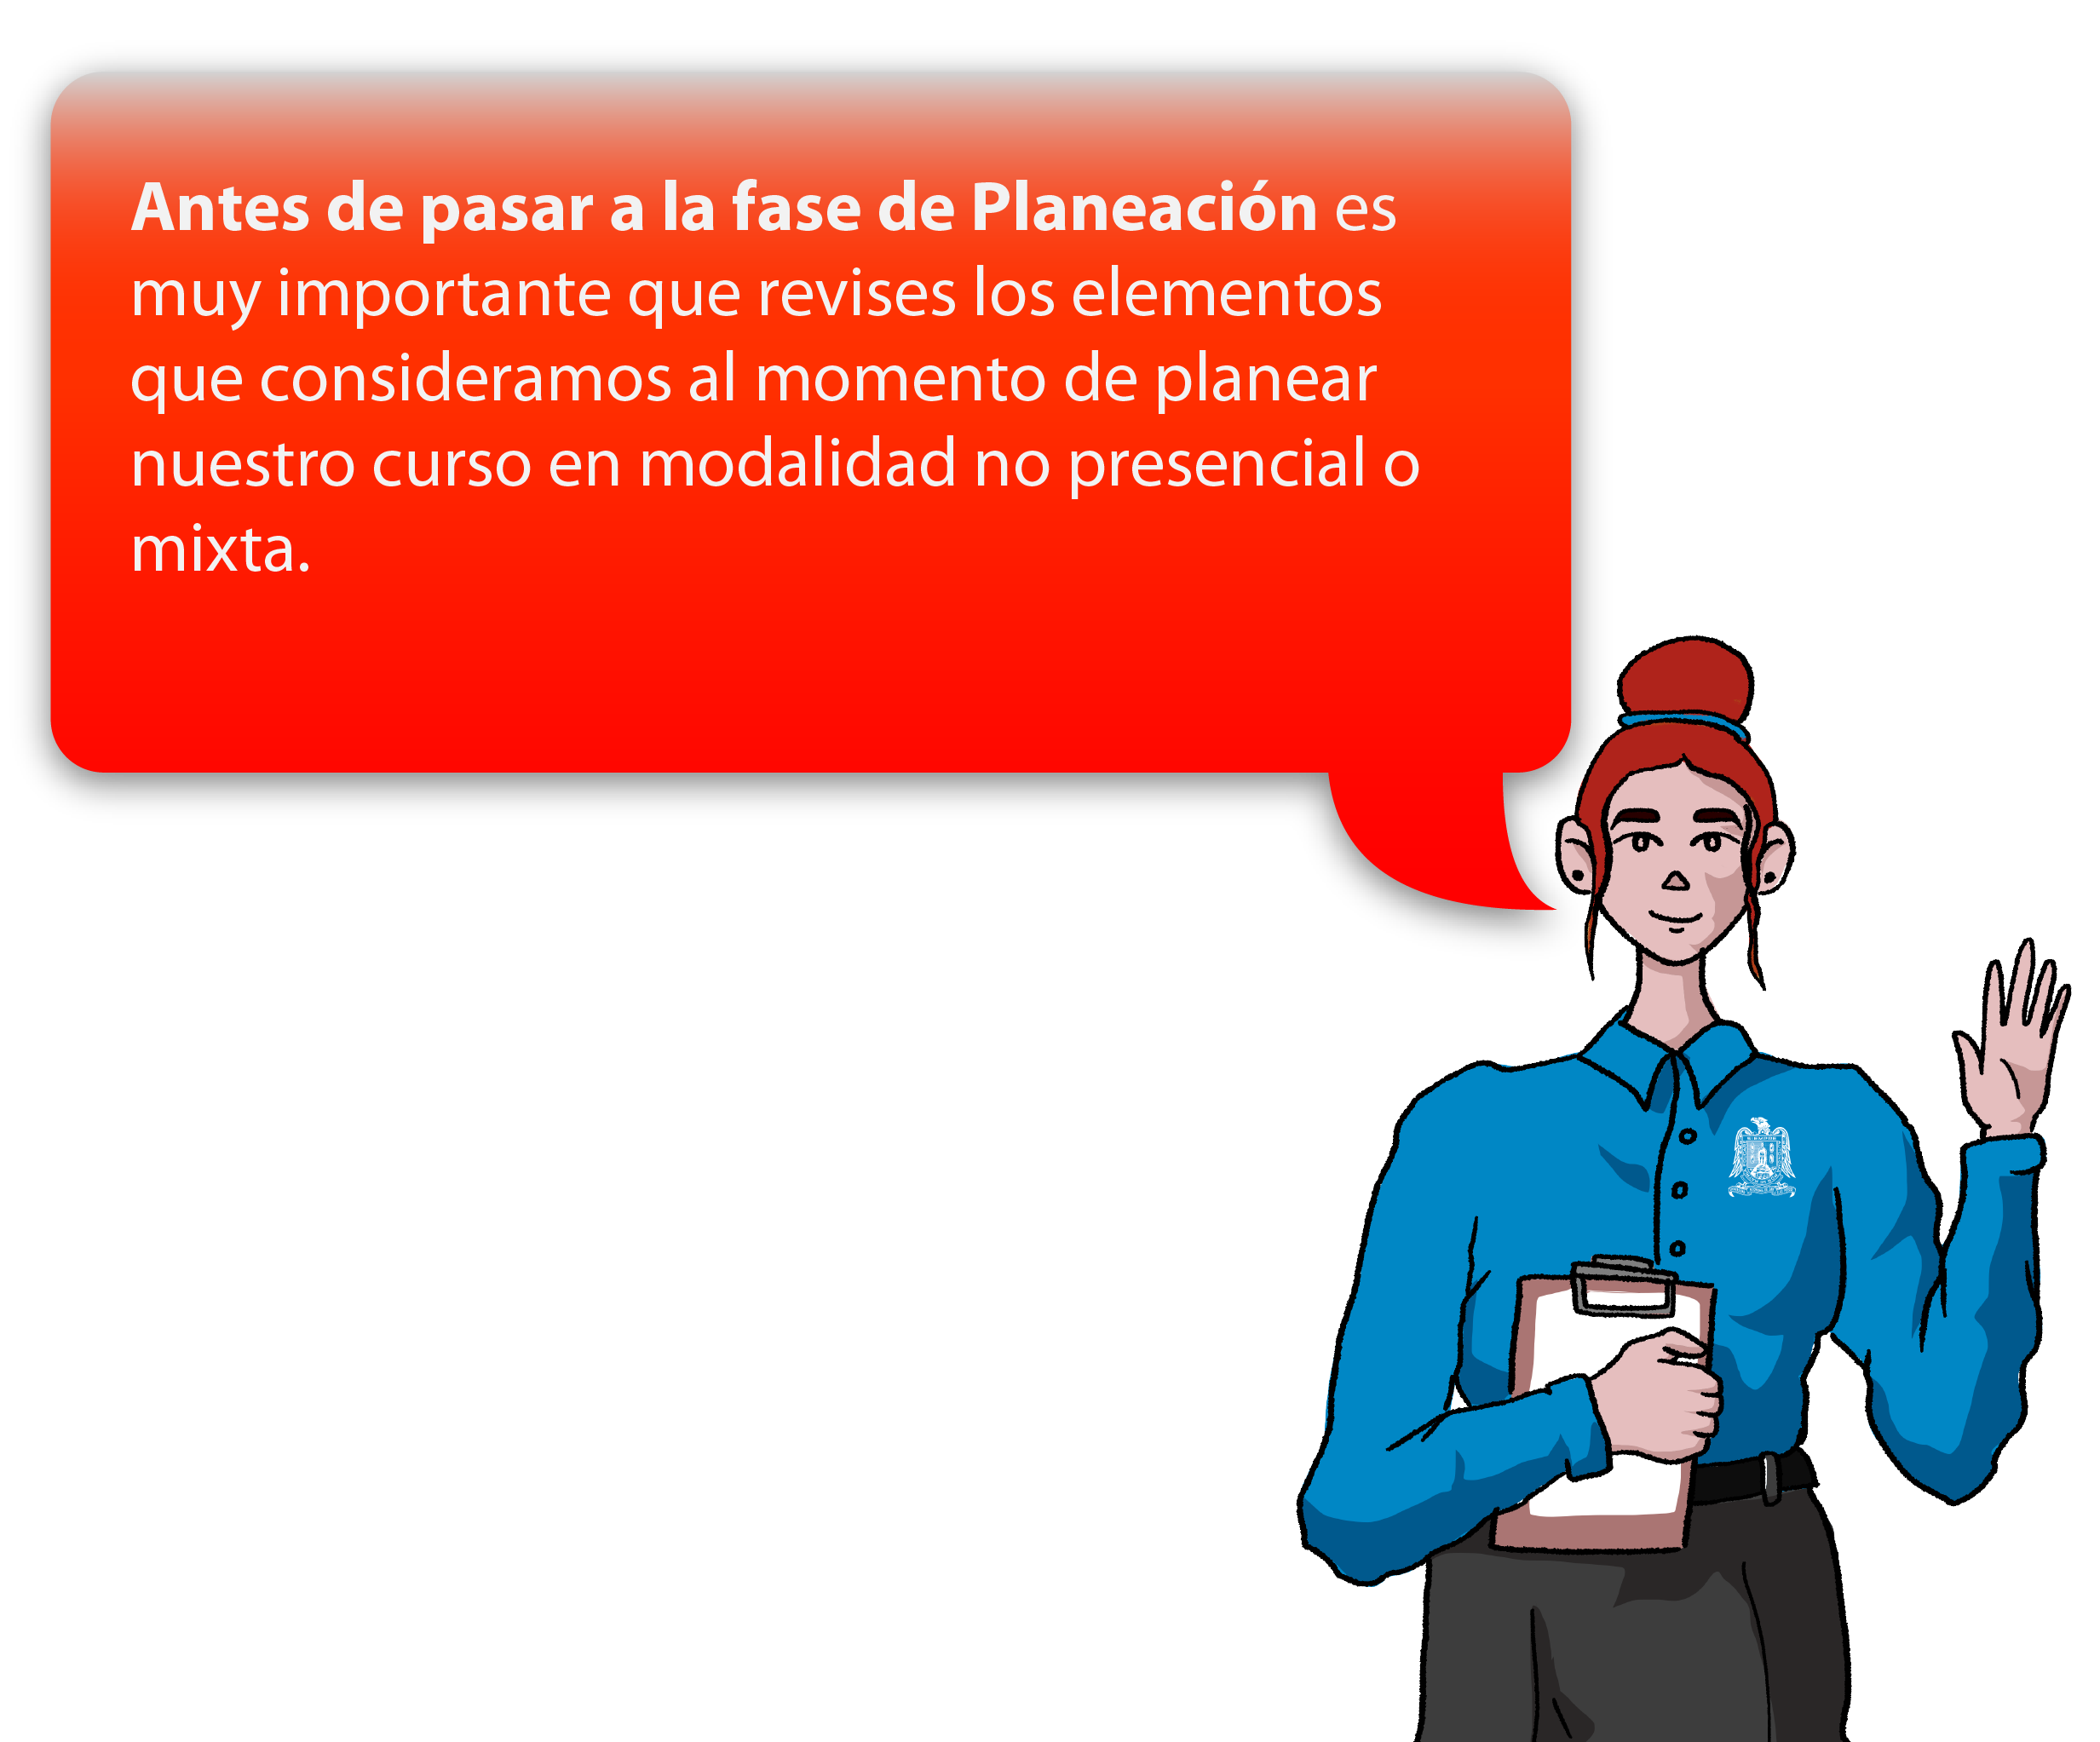 Antes de pasar a la fase de Planeación es
muy importante que revises los elementos
que consideramos al momento de planear
nuestro curso en modalidad no presencial o
mixta.